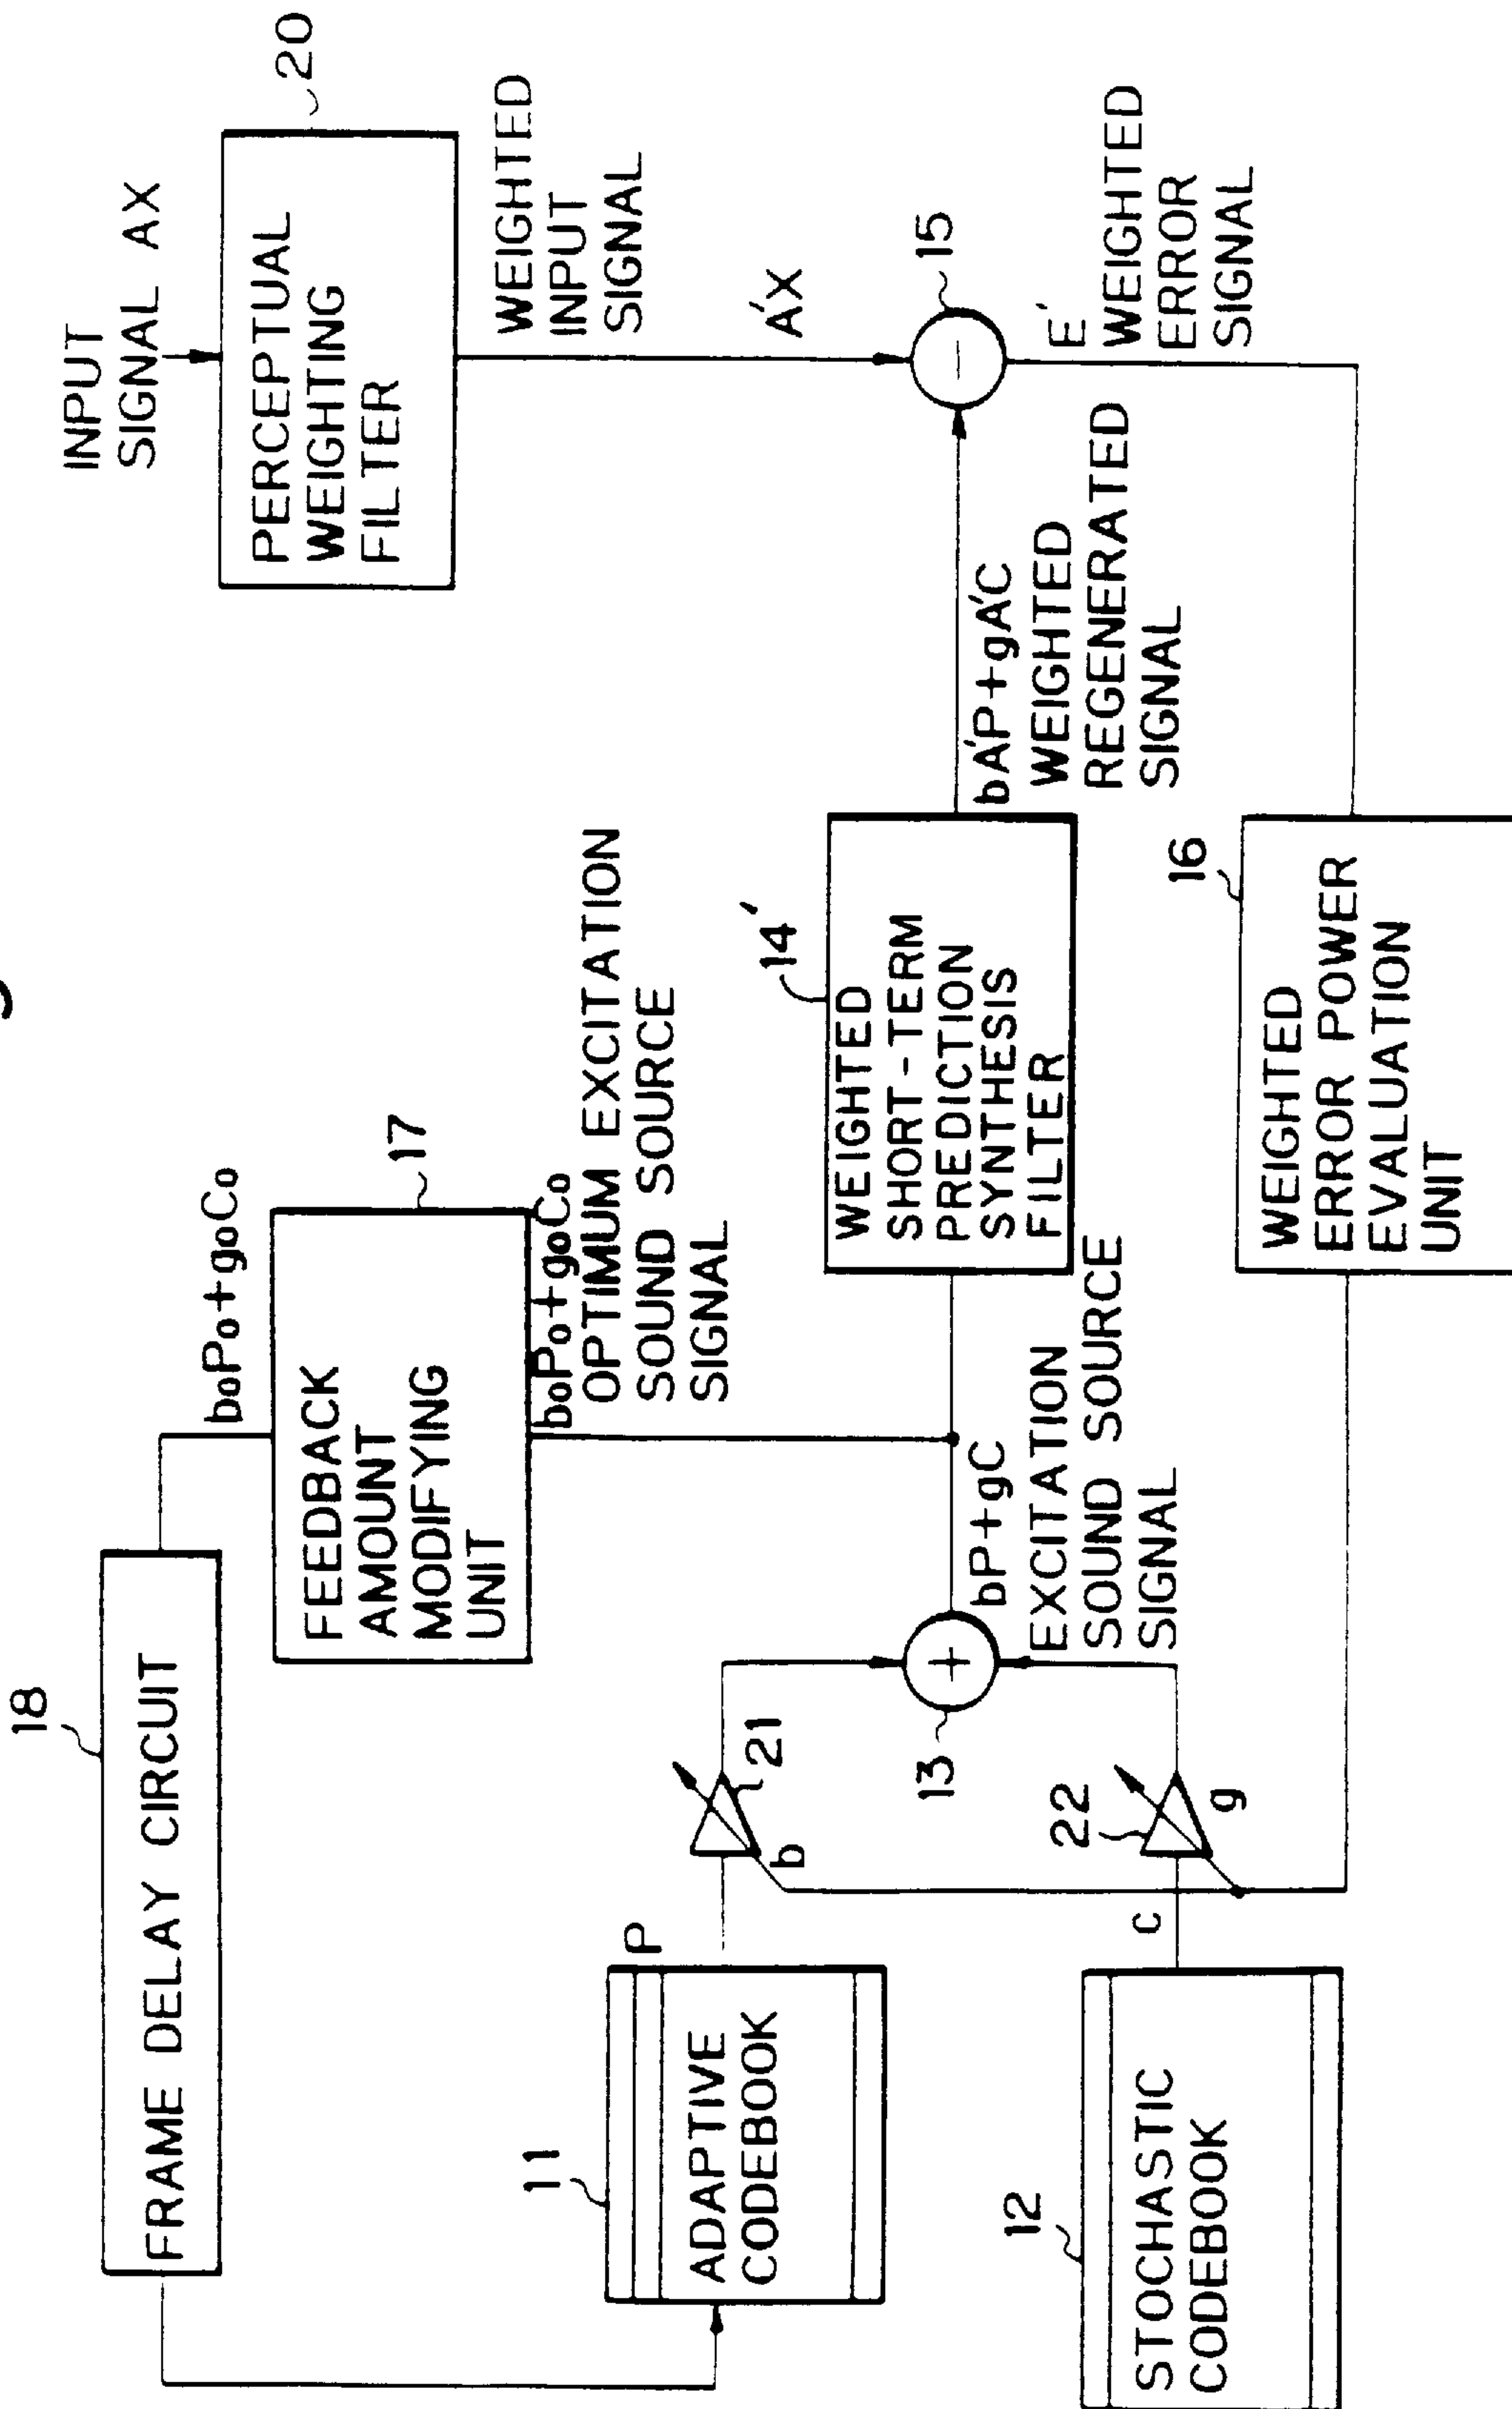 18
FRAME DELAY CIRCUIT
boPo+goCo
17
FEEDBACK
AMOUNT
MODIFYING
UNIT
boPo+goCo
OPTIMUM EXCITATION
SOUND SOURCE
SIGNAL
INPUT
SIGNAL AX
20
PERCEPTUAL
WEIGHTING
FILTER
WEIGHTED
INPUT
SIGNAL
A'X
11
ADAPTIVE
CODEBOOK
P
b
21
13
+
bP+gC
EXCITATION
SOUND SOURCE
SIGNAL
14'
WEIGHTED
SHORT-TERM
PREDICTION
SYNTHESIS
FILTER
bA'P+gA'C
WEIGHTED
REGENERATED
SIGNAL
15
−
E'
WEIGHTED
ERROR
SIGNAL
12
STOCHASTIC
CODEBOOK
C
22
g
16
WEIGHTED
ERROR POWER
EVALUATION
UNIT